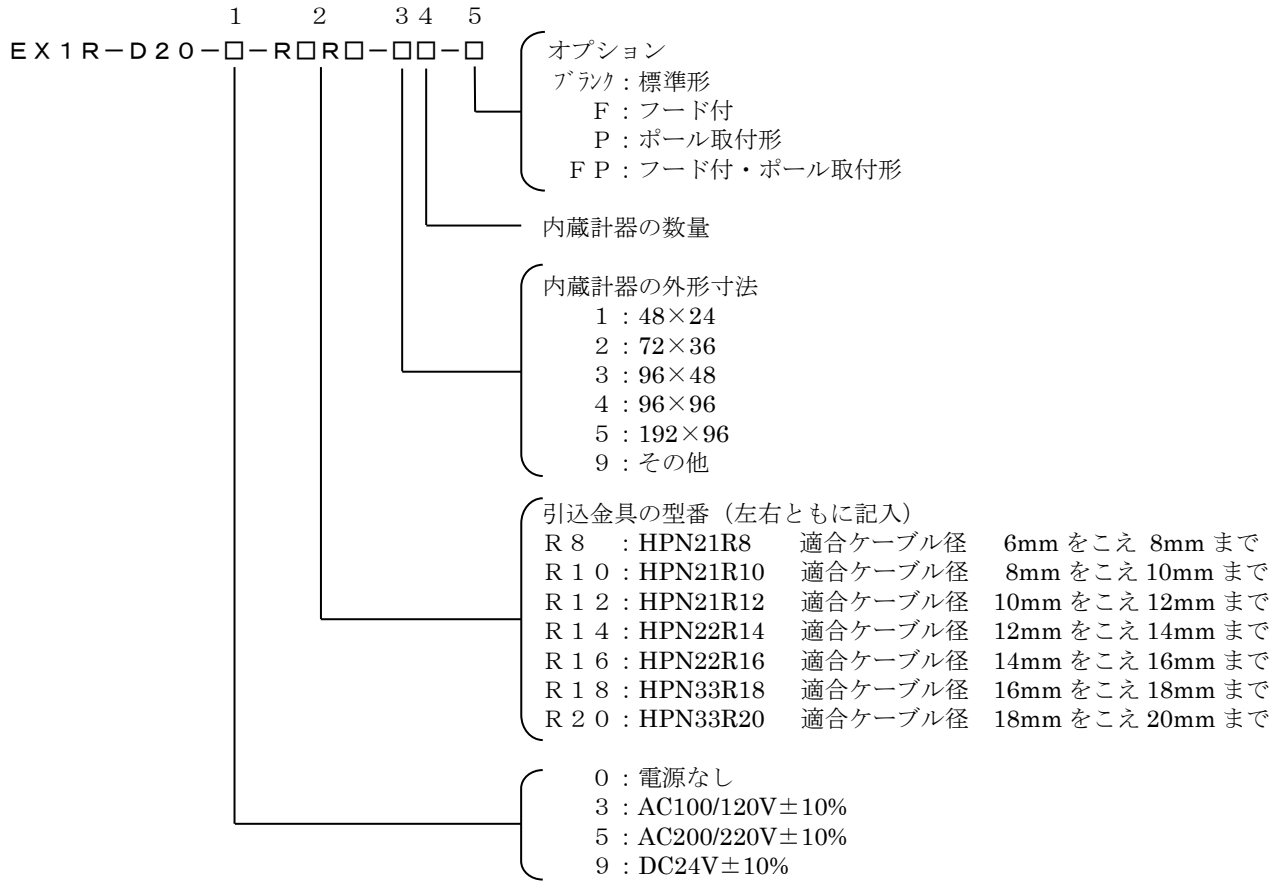 1 2 3 4 5
ＥＸ１Ｒ－Ｄ２０－□－Ｒ□Ｒ□－□□－□
オプション
ﾌﾞﾗﾝｸ：標準形
Ｆ：フード付
Ｐ：ポール取付形
ＦＰ：フード付・ポール取付形
内蔵計器の数量
内蔵計器の外形寸法
１：48×24
２：72×36
３：96×48
４：96×96
５：192×96
９：その他
引込金具の型番（左右ともに記入）
Ｒ８：HPN21R8 適合ケーブル径 6mm をこえ 8mm まで
Ｒ１０：HPN21R10 適合ケーブル径 8mm をこえ 10mm まで
Ｒ１２：HPN21R12 適合ケーブル径 10mm をこえ 12mm まで
Ｒ１４：HPN22R14 適合ケーブル径 12mm をこえ 14mm まで
Ｒ１６：HPN22R16 適合ケーブル径 14mm をこえ 16mm まで
Ｒ１８：HPN33R18 適合ケーブル径 16mm をこえ 18mm まで
Ｒ２０：HPN33R20 適合ケーブル径 18mm をこえ 20mm まで
０：電源なし
３：AC100/120V±10%
５：AC200/220V±10%
９：DC24V±10%